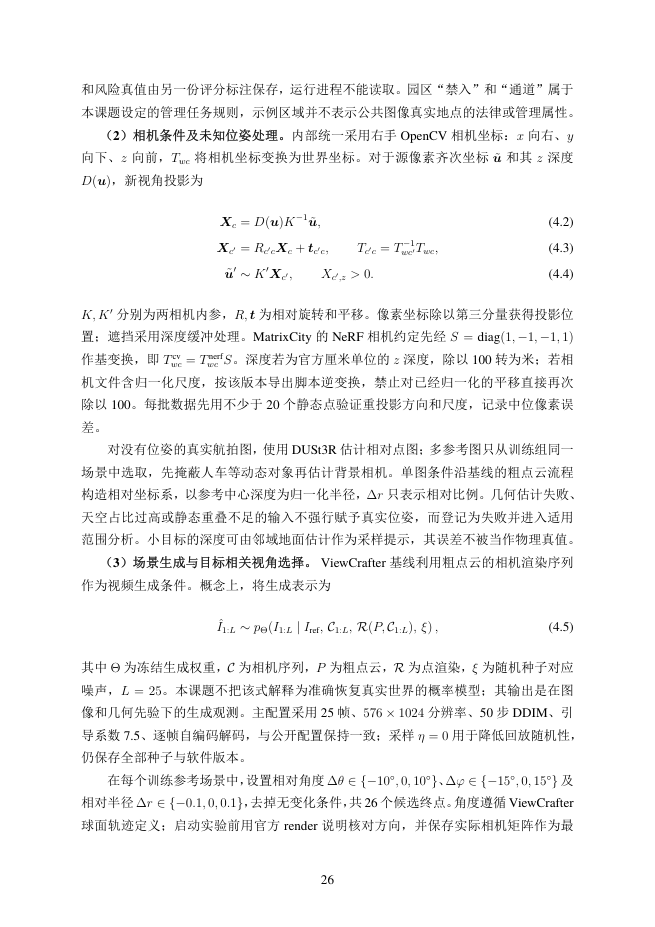 和风险真值由另一份评分标注保存，运行进程不能读取。园区“禁入”和“通道”属于
本课题设定的管理任务规则，示例区域并不表示公共图像真实地点的法律或管理属性。
（2）相机条件及未知位姿处理。内部统一采用右手 OpenCV 相机坐标：x 向右、y
向下、z 向前，T_{wc} 将相机坐标变换为世界坐标。对于源像素齐次坐标 ũ 和其 z 深度
D(u)，新视角投影为
X_c = D(u)K^{-1}ũ, (4.2)
X_{c'} = R_{c'c}X_c + t_{c'c}, T_{c'c} = T_{wc'}^{-1}T_{wc}, (4.3)
ũ' ∼ K'X_{c'}, X_{c',z} > 0. (4.4)
K, K' 分别为两相机内参，R, t 为相对旋转和平移。像素坐标除以第三分量获得投影位
置；遮挡采用深度缓冲处理。MatrixCity 的 NeRF 相机约定先经 S = diag(1, −1, −1, 1)
作基变换，即 T_{wc}^{cv} = T_{wc}^{nerf}S。深度若为官方厘米单位的 z 深度，除以 100 转为米；若相
机文件含归一化尺度，按该版本导出脚本逆变换，禁止对已经归一化的平移直接再次
除以 100。每批数据先用不少于 20 个静态点验证重投影方向和尺度，记录中位像素误
差。
对没有位姿的真实航拍图，使用 DUSt3R 估计相对点图；多参考图只从训练组同一
场景中选取，先掩蔽人车等动态对象再估计背景相机。单图条件沿基线的粗点云流程
构造相对坐标系，以参考中心深度为归一化半径，Δr 只表示相对比例。几何估计失败、
天空占比过高或静态重叠不足的输入不强行赋予真实位姿，而登记为失败并进入适用
范围分析。小目标的深度可由邻域地面估计作为采样提示，其误差不被当作物理真值。
（3）场景生成与目标相关视角选择。ViewCrafter 基线利用粗点云的相机渲染序列
作为视频生成条件。概念上，将生成表示为
Î_{1:L} ∼ p_Θ(I_{1:L} | I_{ref}, C_{1:L}, R(P, C_{1:L}), ξ), (4.5)
其中 Θ 为冻结生成权重，C 为相机序列，P 为粗点云，R 为点渲染，ξ 为随机种子对应
噪声，L = 25。本课题不把该式解释为准确恢复真实世界的概率模型；其输出是在图
像和几何先验下的生成观测。主配置采用 25 帧、576 × 1024 分辨率、50 步 DDIM、引
导系数 7.5、逐帧自编码解码，与公开配置保持一致；采样 η = 0 用于降低回放随机性，
仍保存全部种子与软件版本。
在每个训练参考场景中，设置相对角度 Δθ ∈ {−10°, 0, 10°}、Δφ ∈ {−15°, 0, 15°} 及
相对半径 Δr ∈ {−0.1, 0, 0.1}，去掉无变化条件，共 26 个候选终点。角度遵循 ViewCrafter
球面轨迹定义；启动实验前用官方 render 说明核对方向，并保存实际相机矩阵作为最
26